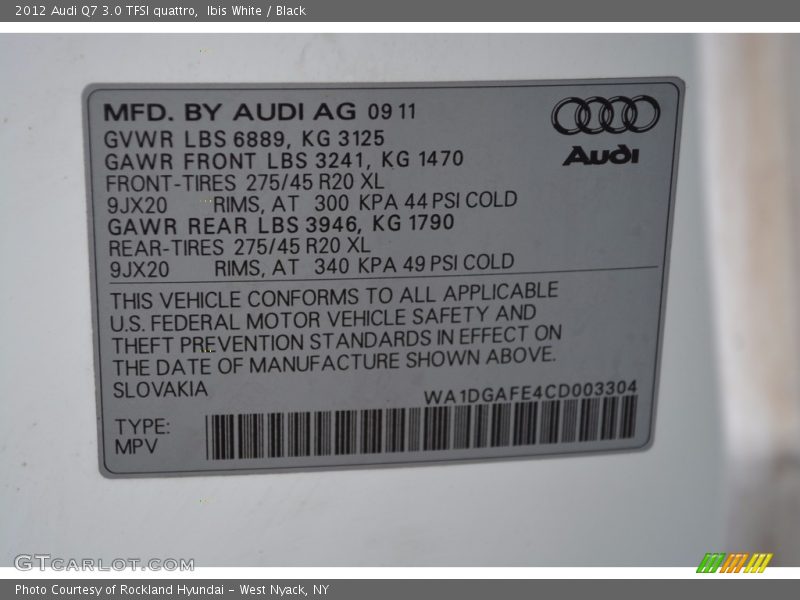 2012 Audi Q7 3.0 TFSI quattro, Ibis White / Black
MFD. BY AUDI AG 09 11
GVWR LBS 6889, KG 3125
GAWR FRONT LBS 3241, KG 1470
FRONT-TIRES 275/45 R20 XL
9JX20 RIMS, AT 300 KPA 44 PSI COLD
GAWR REAR LBS 3946, KG 1790
REAR-TIRES 275/45 R20 XL
9JX20 RIMS, AT 340 KPA 49 PSI COLD
Audi
THIS VEHICLE CONFORMS TO ALL APPLICABLE
U.S. FEDERAL MOTOR VEHICLE SAFETY AND
THEFT PREVENTION STANDARDS IN EFFECT ON
THE DATE OF MANUFACTURE SHOWN ABOVE.
SLOVAKIA
WA1DGAFE4CD003304
TYPE:
MPV
GTCARLOT.COM
Photo Courtesy of Rockland Hyundai - West Nyack, NY